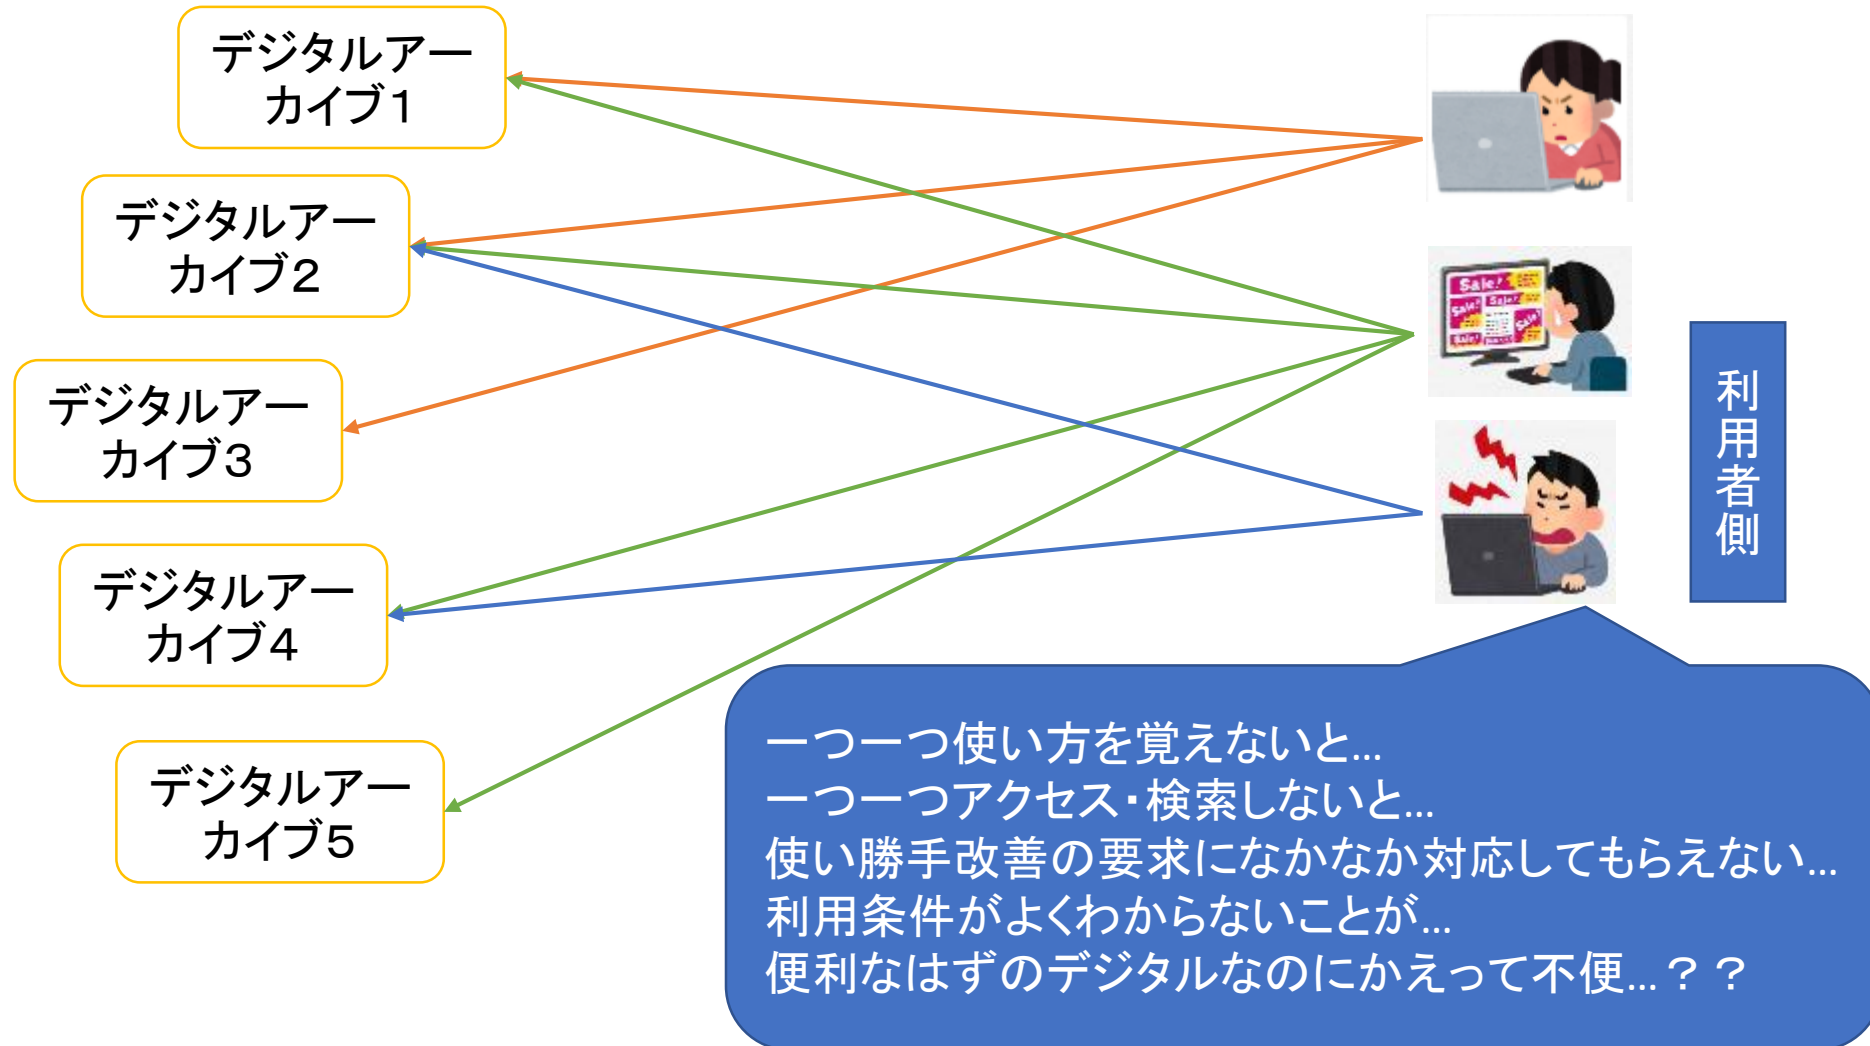 デジタルアー
カイブ1
デジタルアー
カイブ2
デジタルアー
カイブ3
デジタルアー
カイブ4
デジタルアー
カイブ5
Sale!
Sale!
Sale!
Sale!
Sale!
Sale!
利用者側
一つ一つ使い方を覚えないと...
一つ一つアクセス・検索しないと...
使い勝手改善の要求になかなか対応してもらえない...
利用条件がよくわからないことが...
便利なはずのデジタルなのにかえって不便...??